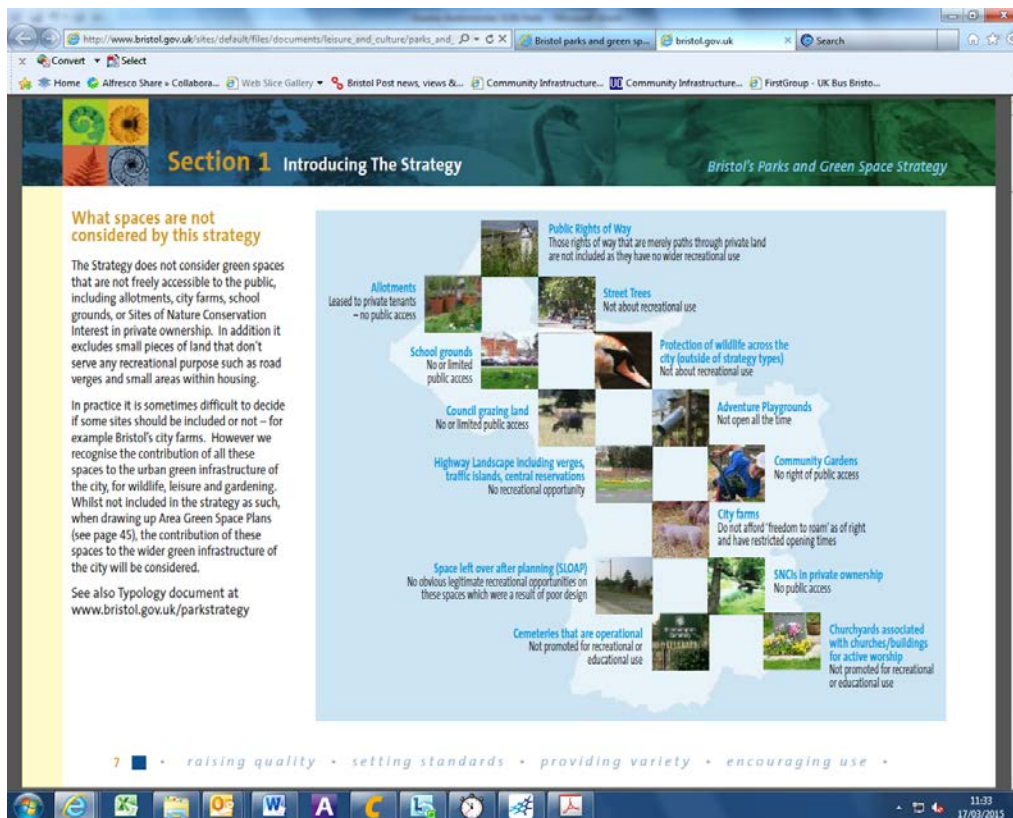 http://www.bristol.gov.uk/sites/default/files/documents/leisure_and_culture/parks_and_
Bristol parks and green sp...
bristol.gov.uk
Search
x Convert Select
Home Alfresco Share » Collabora... Web Slice Gallery Bristol Post news, views &... Community Infrastructure... UD Community Infrastructure... FirstGroup - UK Bus Bristo...
Section 1 Introducing The Strategy
Bristol's Parks and Green Space Strategy
What spaces are not
considered by this strategy
The Strategy does not consider green spaces
that are not freely accessible to the public,
including allotments, city farms, school
grounds, or Sites of Nature Conservation
Interest in private ownership. In addition it
excludes small pieces of land that don't
serve any recreational purpose such as road
verges and small areas within housing.
In practice it is sometimes difficult to decide
if some sites should be included or not – for
example Bristol's city farms. However we
recognise the contribution of all these
spaces to the urban green infrastructure of
the city, for wildlife, leisure and gardening.
Whilst not included in the strategy as such,
when drawing up Area Green Space Plans
(see page 45), the contribution of these
spaces to the wider green infrastructure of
the city will be considered.
See also Typology document at
www.bristol.gov.uk/parkstrategy
Public Rights of Way
Those rights of way that are merely paths through private land
are not included as they have no wider recreational use
Allotments
Leased to private tenants
– no public access
Street Trees
Not about recreational use
School grounds
No or limited
public access
Protection of wildlife across the
city (outside of strategy types)
Not about recreational use
Council grazing land
No or limited public access
Adventure Playgrounds
Not open all the time
Highway Landscape including verges,
traffic islands, central reservations
No recreational opportunity
Community Gardens
No right of public access
City farms
Do not afford 'freedom to roam' as of right
and have restricted opening times
Space left over after planning (SLOAP)
No obvious legitimate recreational opportunities on
these spaces which were a result of poor design
SNCIs in private ownership
No public access
Cemeteries that are operational
Not promoted for recreational or
educational use
Churchyards associated
with churches/buildings
for active worship
Not promoted for recreational
or educational use
7 • raising quality • setting standards • providing variety • encouraging use •
11:33
17/03/2015